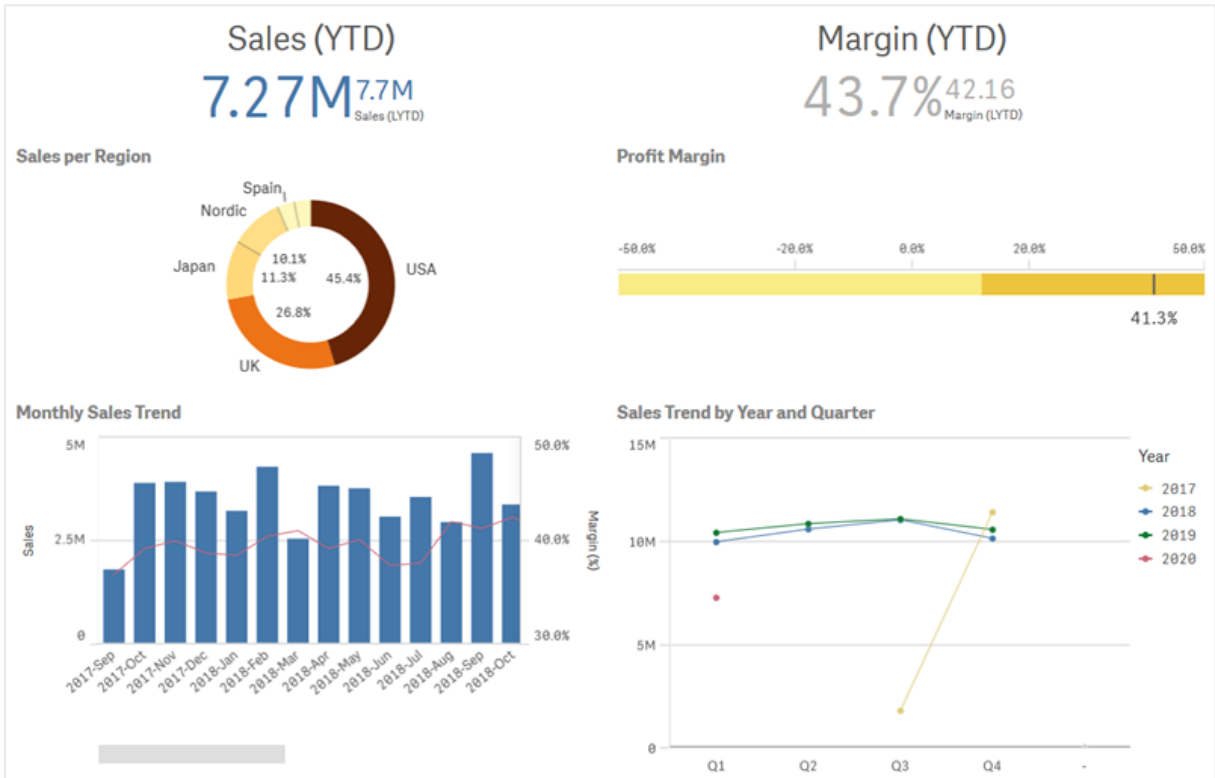 Sales (YTD)
7.27M 7.7M
Sales (LYTD)
Margin (YTD)
43.7% 42.16
Margin (LYTD)
Sales per Region
Spain
Nordic
Japan
USA
UK
10.1%
11.3%
45.4%
26.8%
Profit Margin
-50.0% -20.0% 0.0% 20.0% 50.0%
41.3%
Monthly Sales Trend
5M
2.5M
0
Sales
50.0%
40.0%
30.0%
Margin (%)
2017-Sep 2017-Oct 2017-Nov 2017-Dec 2018-Jan 2018-Feb 2018-Mar 2018-Apr 2018-May 2018-Jun 2018-Jul 2018-Aug 2018-Sep 2018-Oct
Sales Trend by Year and Quarter
15M
10M
5M
0
Q1 Q2 Q3 Q4 -
Year
2017
2018
2019
2020